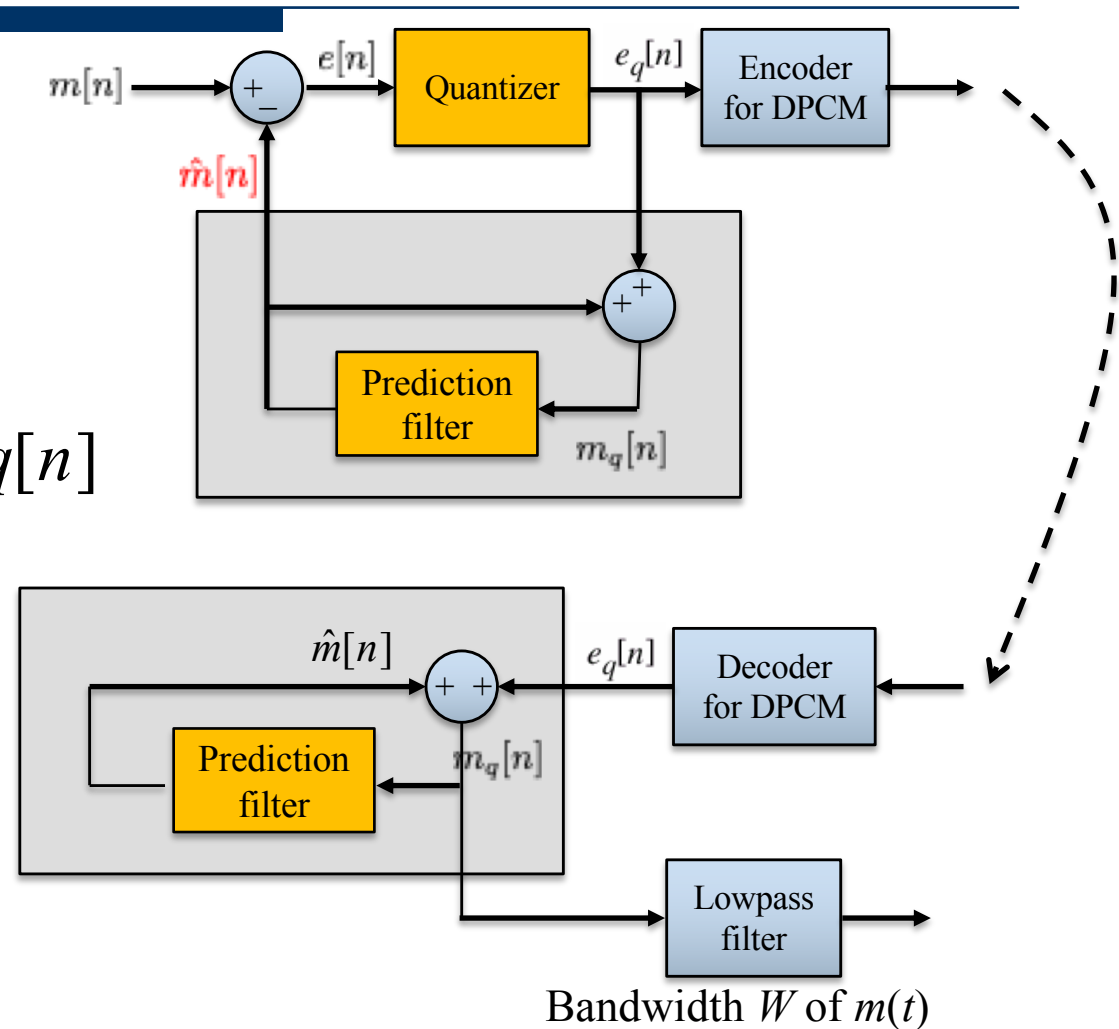 m[n]
+
−
e[n]
Quantizer
e_q[n]
Encoder
for DPCM
m̂[n]
+
+
Prediction
filter
m_q[n]
q[n]
m̂[n]
+ +
e_q[n]
Decoder
for DPCM
Prediction
filter
m_q[n]
Lowpass
filter
Bandwidth W of m(t)